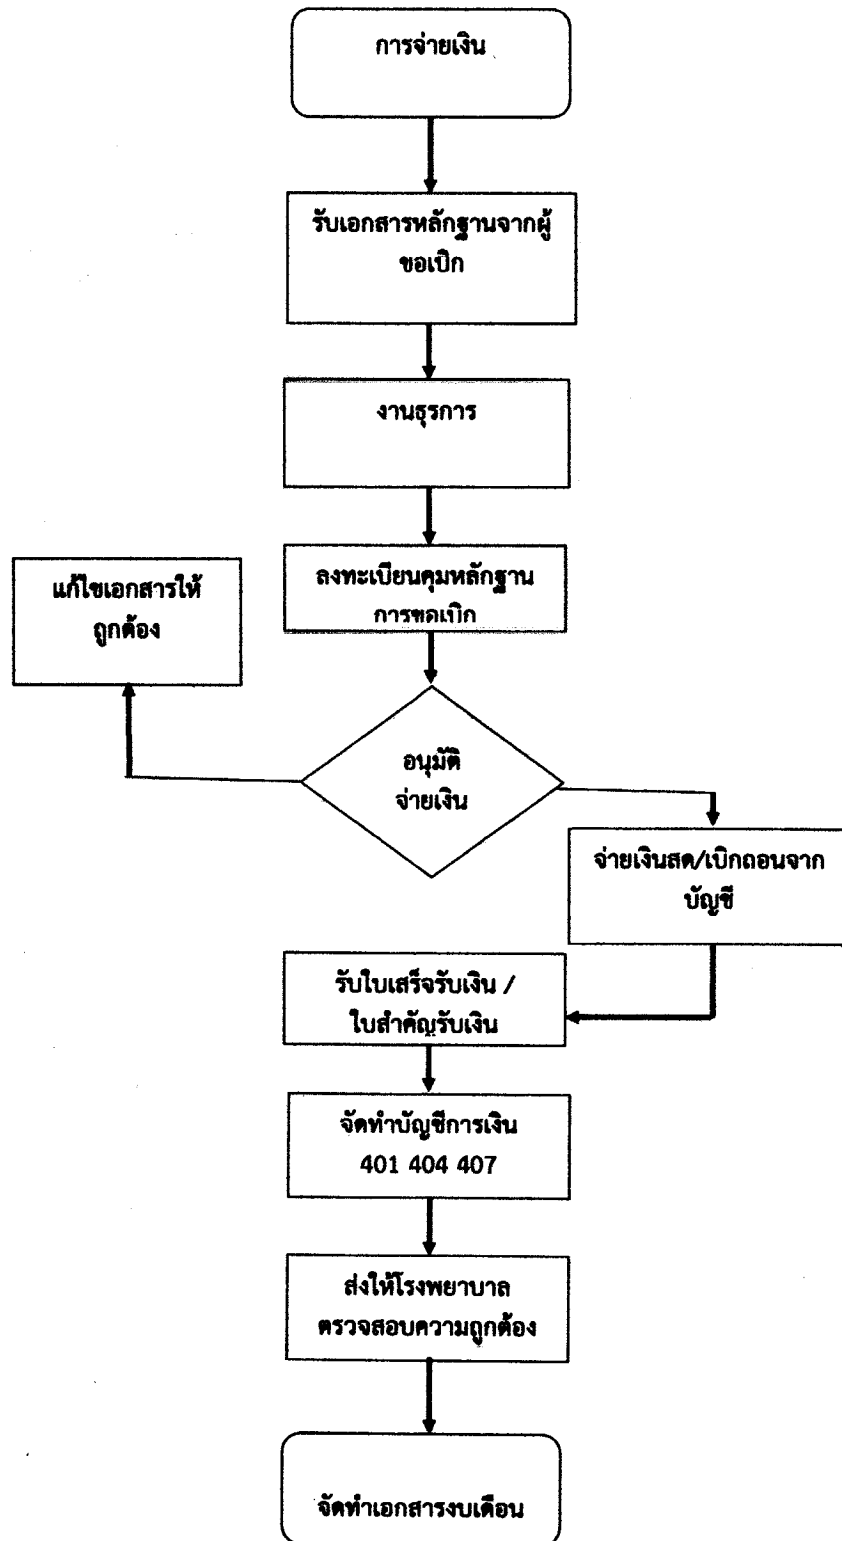 การจ่ายเงิน
รับเอกสารหลักฐานจากผู้
ขอเบิก
งานธุรการ
ลงทะเบียนคุมหลักฐาน
การขอเบิก
แก้ไขเอกสารให้
ถูกต้อง
อนุมัติ
จ่ายเงิน
จ่ายเงินสด/เบิกถอนจาก
บัญชี
รับใบเสร็จรับเงิน /
ใบสำคัญรับเงิน
จัดทำบัญชีการเงิน
401 404 407
ส่งให้โรงพยาบาล
ตรวจสอบความถูกต้อง
จัดทำเอกสารงบเดือน